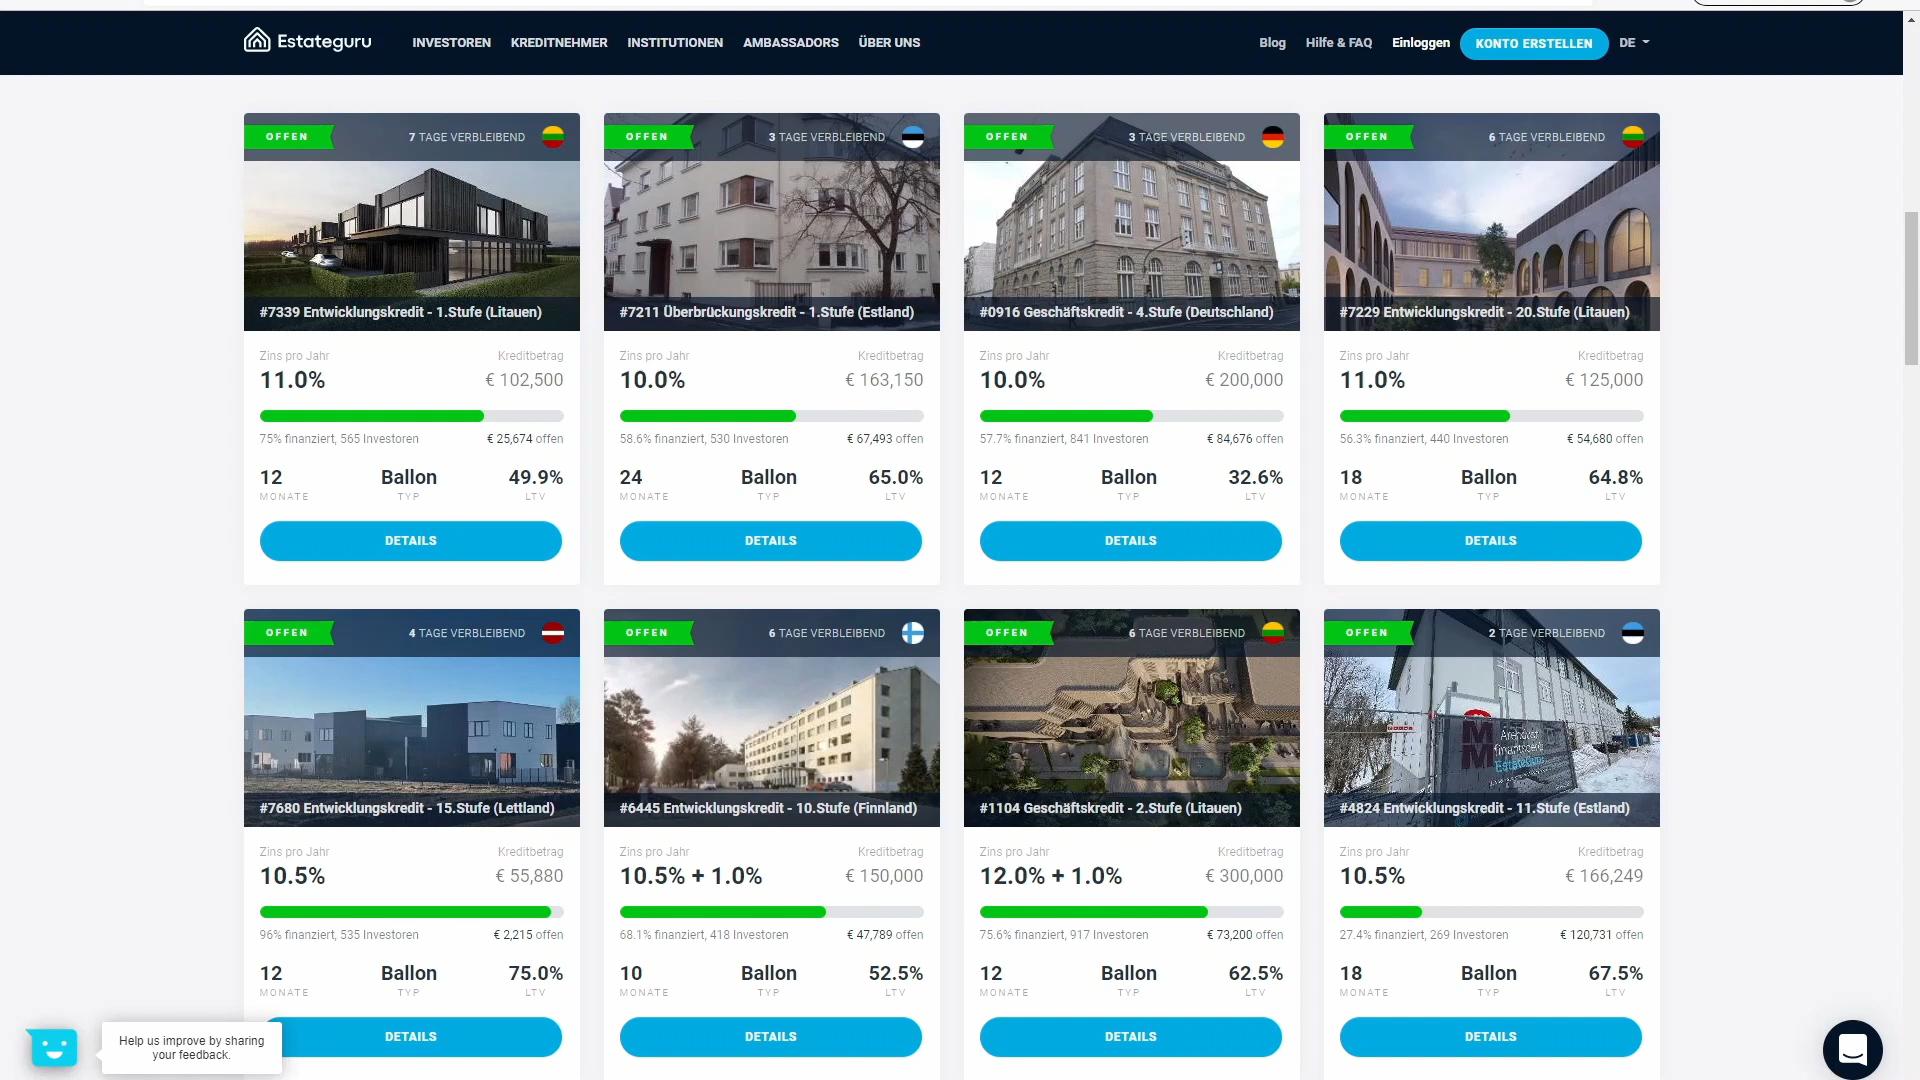 Estateguru
INVESTOREN KREDITNEHMER INSTITUTIONEN AMBASSADORS ÜBER UNS
Blog Hilfe & FAQ Einloggen KONTO ERSTELLEN DE
OFFEN 7 TAGE VERBLEIBEND
#7339 Entwicklungskredit - 1.Stufe (Litauen)
Zins pro Jahr Kreditbetrag
11.0% € 102,500
75% finanziert, 565 Investoren € 25,674 offen
12 Ballon 49.9%
MONATE TYP LTV
DETAILS
OFFEN 3 TAGE VERBLEIBEND
#7211 Überbrückungskredit - 1.Stufe (Estland)
Zins pro Jahr Kreditbetrag
10.0% € 163,150
58.6% finanziert, 530 Investoren € 67,493 offen
24 Ballon 65.0%
MONATE TYP LTV
DETAILS
OFFEN 3 TAGE VERBLEIBEND
#0916 Geschäftskredit - 4.Stufe (Deutschland)
Zins pro Jahr Kreditbetrag
10.0% € 200,000
57.7% finanziert, 841 Investoren € 84,676 offen
12 Ballon 32.6%
MONATE TYP LTV
DETAILS
OFFEN 6 TAGE VERBLEIBEND
#7229 Entwicklungskredit - 20.Stufe (Litauen)
Zins pro Jahr Kreditbetrag
11.0% € 125,000
56.3% finanziert, 440 Investoren € 54,680 offen
18 Ballon 64.8%
MONATE TYP LTV
DETAILS
OFFEN 4 TAGE VERBLEIBEND
#7680 Entwicklungskredit - 15.Stufe (Lettland)
Zins pro Jahr Kreditbetrag
10.5% € 55,880
96% finanziert, 535 Investoren € 2,215 offen
12 Ballon 75.0%
MONATE TYP LTV
DETAILS
OFFEN 6 TAGE VERBLEIBEND
#6445 Entwicklungskredit - 10.Stufe (Finnland)
Zins pro Jahr Kreditbetrag
10.5% + 1.0% € 150,000
68.1% finanziert, 418 Investoren € 47,789 offen
10 Ballon 52.5%
MONATE TYP LTV
DETAILS
OFFEN 6 TAGE VERBLEIBEND
#1104 Geschäftskredit - 2.Stufe (Litauen)
Zins pro Jahr Kreditbetrag
12.0% + 1.0% € 300,000
75.6% finanziert, 917 Investoren € 73,200 offen
12 Ballon 62.5%
MONATE TYP LTV
DETAILS
OFFEN 2 TAGE VERBLEIBEND
Estateguru
#4824 Entwicklungskredit - 11.Stufe (Estland)
Zins pro Jahr Kreditbetrag
10.5% € 166,249
27.4% finanziert, 269 Investoren € 120,731 offen
18 Ballon 67.5%
MONATE TYP LTV
DETAILS
Help us improve by sharing
your feedback.